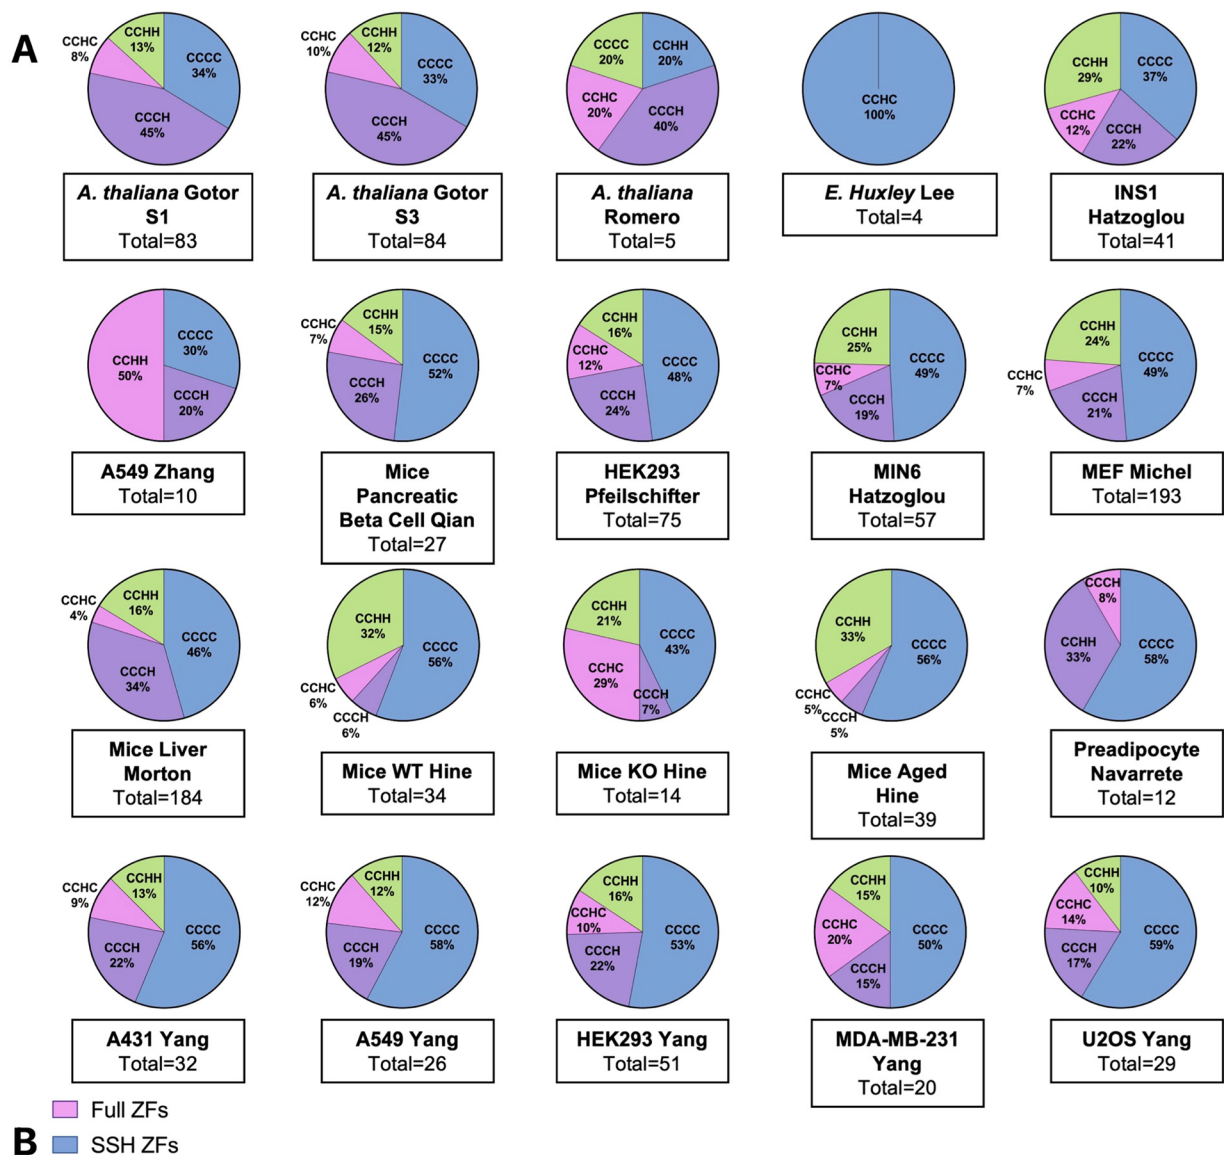 A
CCHC
8%
CCHH
13%
CCCC
34%
CCCH
45%
CCHC
10%
CCHH
12%
CCCC
33%
CCCH
45%
CCCC
20%
CCHH
20%
CCHC
20%
CCCH
40%
CCHC
100%
CCHH
29%
CCCC
37%
CCHC
12%
CCCH
22%
A. thaliana Gotor
S1
Total=83
A. thaliana Gotor
S3
Total=84
A. thaliana
Romero
Total=5
E. Huxley Lee
Total=4
INS1
Hatzoglou
Total=41
CCHH
50%
CCCC
30%
CCCH
20%
CCHC
7%
CCHH
15%
CCCC
52%
CCCH
26%
CCHH
16%
CCHC
12%
CCCC
48%
CCCH
24%
CCHH
25%
CCHC
7%
CCCC
49%
CCCH
19%
CCHH
24%
CCHC
7%
CCCC
49%
CCCH
21%
A549 Zhang
Total=10
Mice
Pancreatic
Beta Cell Qian
Total=27
HEK293
Pfeilschifter
Total=75
MIN6
Hatzoglou
Total=57
MEF Michel
Total=193
CCHC
4%
CCHH
16%
CCCC
46%
CCCH
34%
CCHH
32%
CCCC
56%
CCHC
6%
CCCH
6%
CCHH
21%
CCCC
43%
CCHC
29%
CCCH
7%
CCHH
33%
CCCC
56%
CCHC
5%
CCCH
5%
CCCH
8%
CCHH
33%
CCCC
58%
Mice Liver
Morton
Total=184
Mice WT Hine
Total=34
Mice KO Hine
Total=14
Mice Aged
Hine
Total=39
Preadipocyte
Navarrete
Total=12
CCHC
9%
CCHH
13%
CCCC
56%
CCCH
22%
CCHC
12%
CCHH
12%
CCCC
58%
CCCH
19%
CCHH
16%
CCHC
10%
CCCC
53%
CCCH
22%
CCHH
15%
CCHC
20%
CCCC
50%
CCCH
15%
CCHH
10%
CCHC
14%
CCCC
59%
CCCH
17%
A431 Yang
Total=32
A549 Yang
Total=26
HEK293 Yang
Total=51
MDA-MB-231
Yang
Total=20
U2OS Yang
Total=29
Full ZFs
B
SSH ZFs